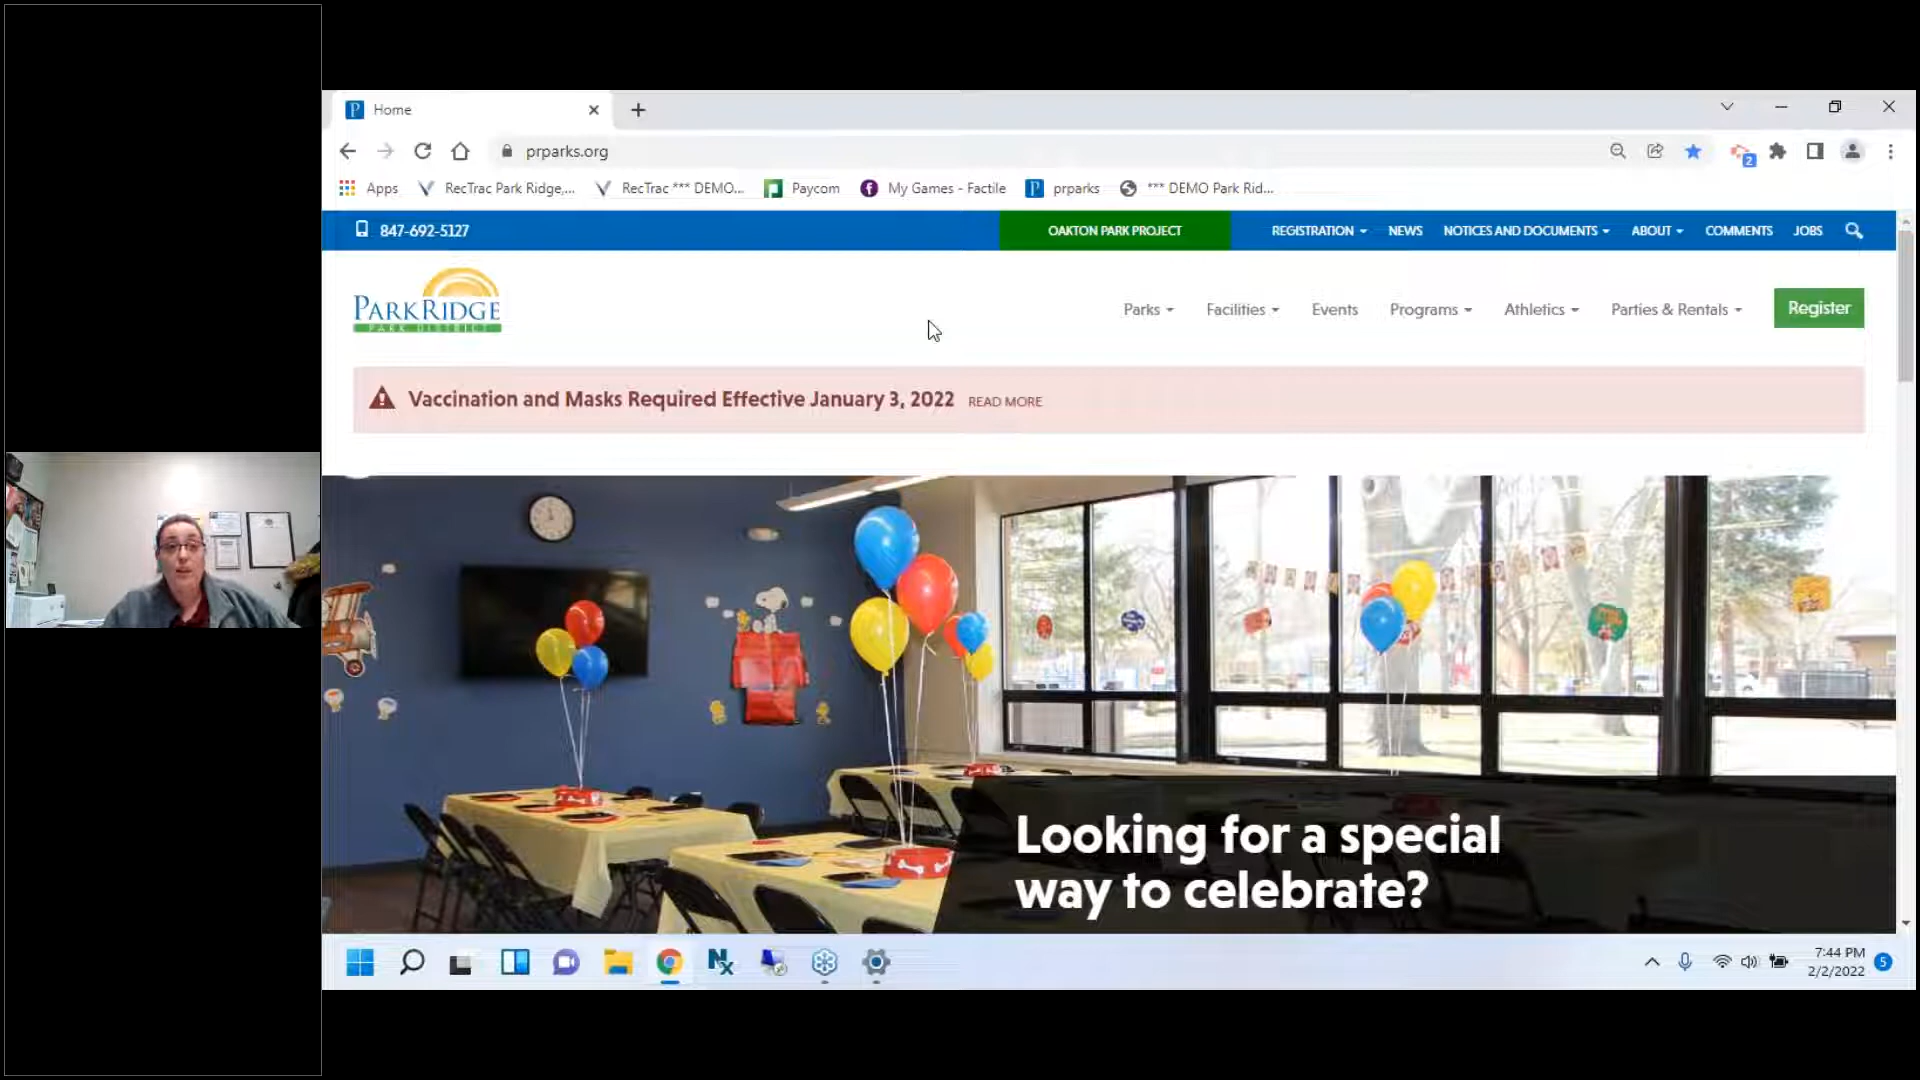 Home
prparks.org
2
Apps RecTrac Park Ridge,... RecTrac *** DEMO... Paycom My Games - Factile prparks *** DEMO Park Rid...
847-692-5127
OAKTON PARK PROJECT
REGISTRATION NEWS NOTICES AND DOCUMENTS ABOUT COMMENTS JOBS
PARK RIDGE
PARK DISTRICT
Parks Facilities Events Programs Athletics Parties & Rentals Register
Vaccination and Masks Required Effective January 3, 2022 READ MORE
Looking for a special
way to celebrate?
7:44 PM
2/2/2022
5